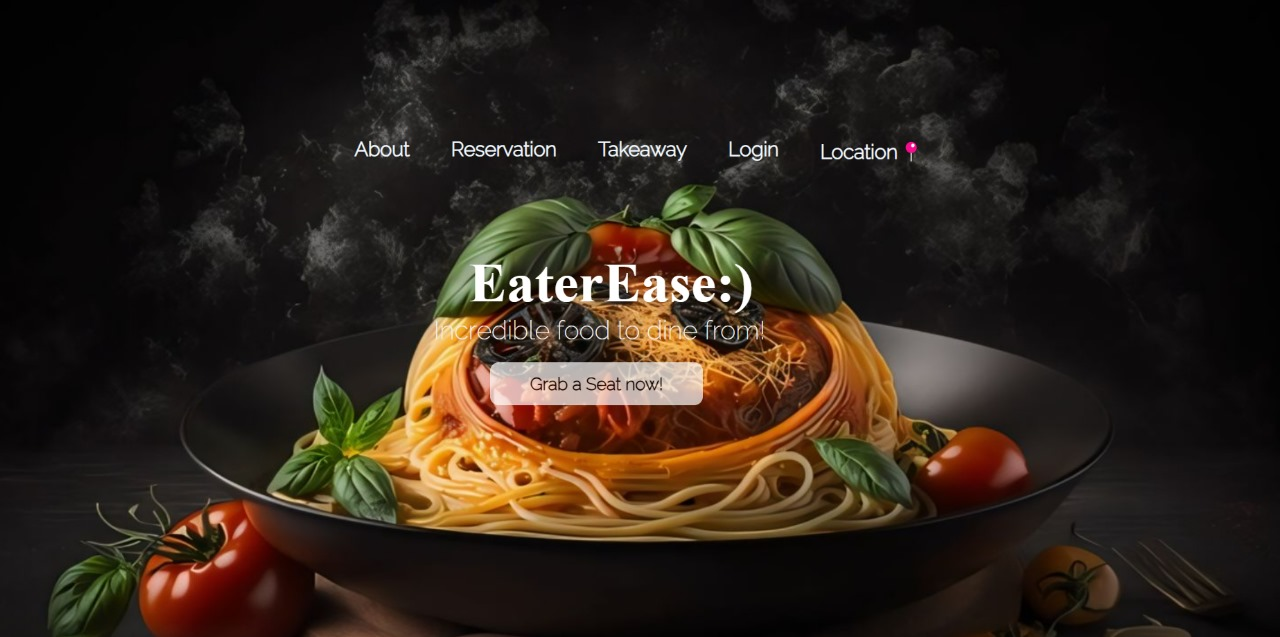 About Reservation Takeaway Login Location 📍
EaterEase:)
Incredible food to dine from!
Grab a Seat now!